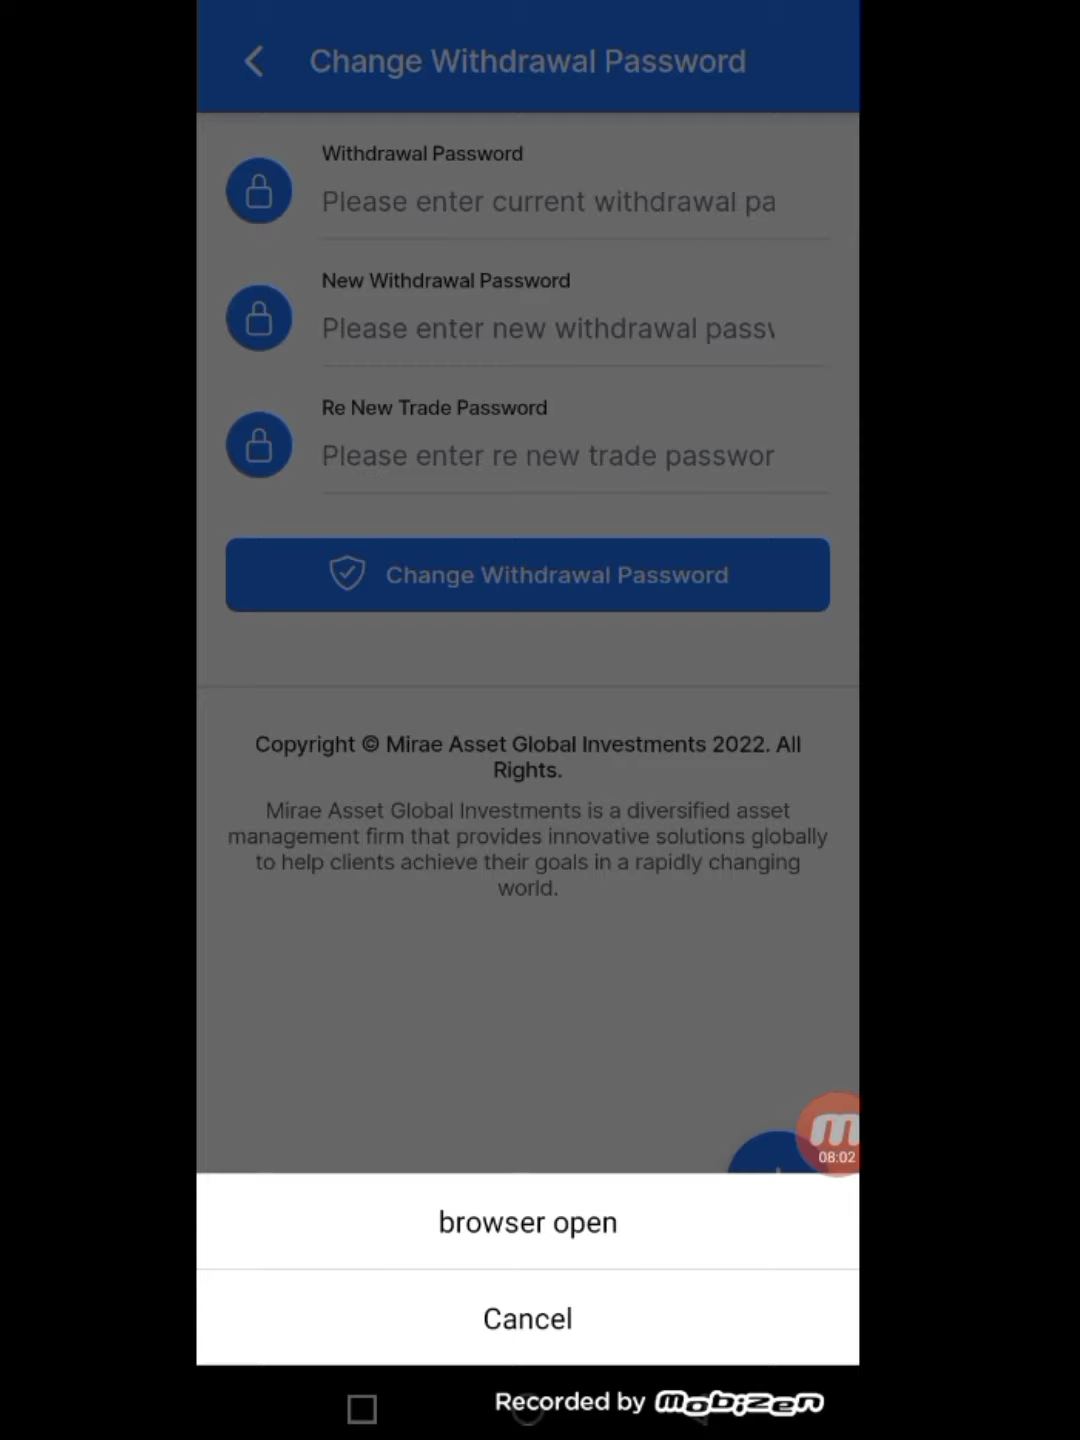 Change Withdrawal Password
Withdrawal Password
Please enter current withdrawal pa
New Withdrawal Password
Please enter new withdrawal passw
Re New Trade Password
Please enter re new trade passwor
Change Withdrawal Password
Copyright © Mirae Asset Global Investments 2022. All
Rights.
Mirae Asset Global Investments is a diversified asset
management firm that provides innovative solutions globally
to help clients achieve their goals in a rapidly changing
world.
m
08:02
browser open
Cancel
Recorded by mobizen